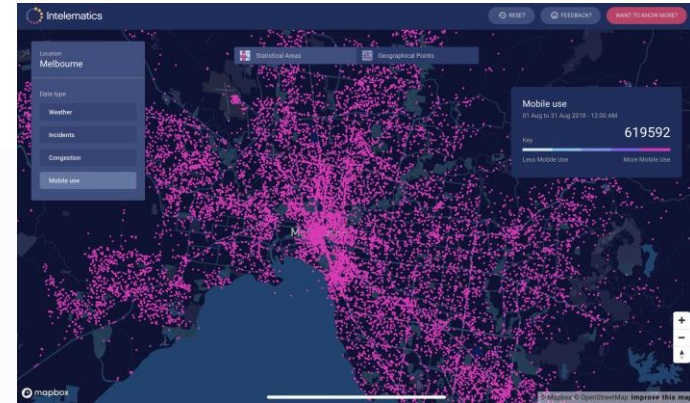 Intelematics
RESET
FEEDBACK?
WANT TO KNOW MORE?
Location
Melbourne
Date type
Weather
Incidents
Congestion
Mobile use
Statistical Areas
Geographical Points
Mobile use
01 Aug to 31 Aug 2018 - 12:00 AM
619592
Key
Less Mobile Use
More Mobile Use
mapbox
© Mapbox © OpenStreetMap Improve this map